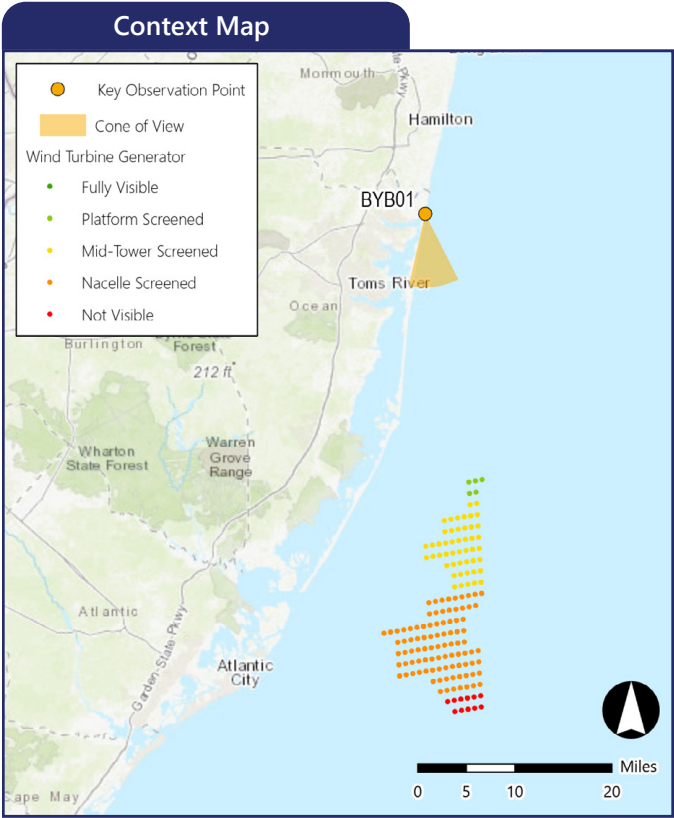 Context Map
Monmouth
Key Observation Point
Cone of View
Wind Turbine Generator
Fully Visible
Platform Screened
Mid-Tower Screened
Nacelle Screened
Not Visible
Hamilton
BYB01
Toms River
Ocean
Burlington
Forest
212 ft
Wharton
State Forest
Warren
Grove
Range
Atlantic
Garden State Pkwy
Atlantic
City
Cape May
Miles
0 5 10 20